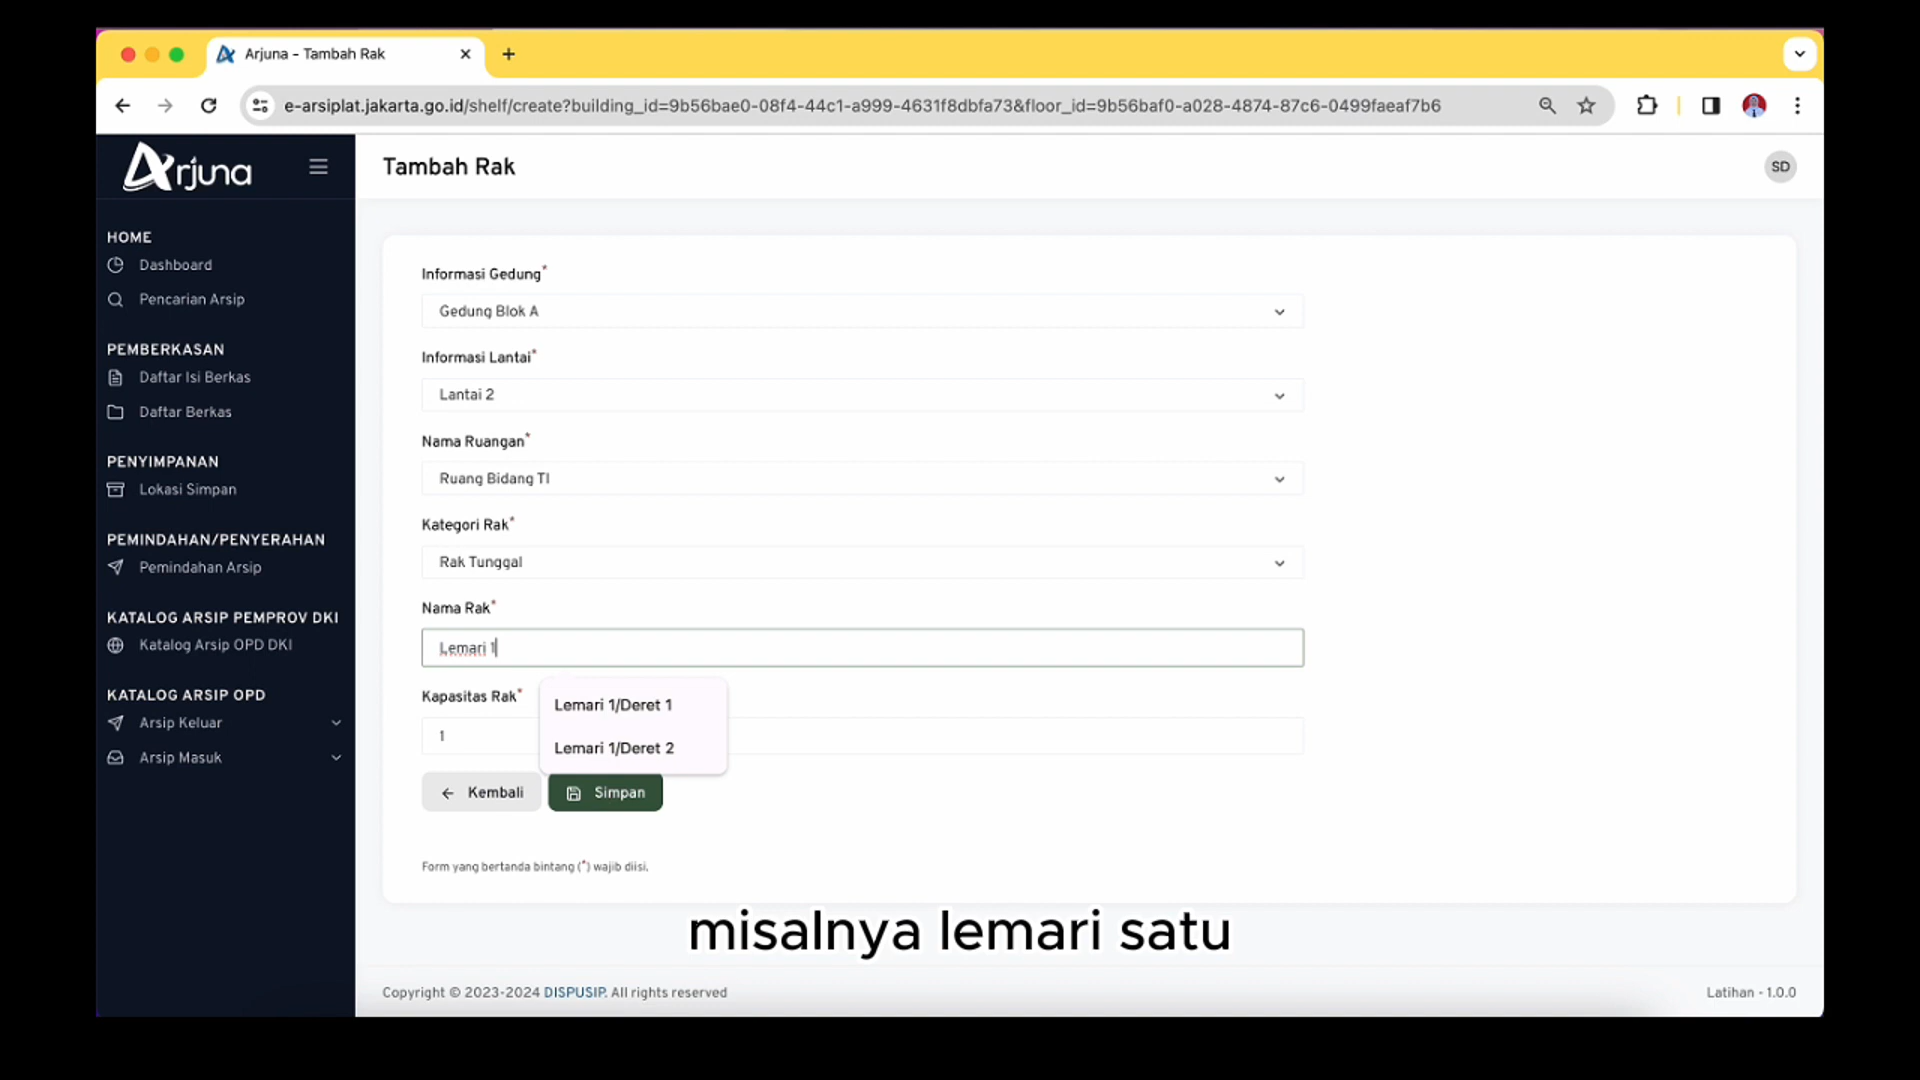 Arjuna - Tambah Rak
e-arsiplat.jakarta.go.id/shelf/create?building_id=9b56bae0-08f4-44c1-a999-4631f8dbfa73&floor_id=9b56baf0-a028-4874-87c6-0499faeaf7b6
Arjuna
Tambah Rak
SD
HOME
Dashboard
Pencarian Arsip
PEMBERKASAN
Daftar Isi Berkas
Daftar Berkas
PENYIMPANAN
Lokasi Simpan
PEMINDAHAN/PENYERAHAN
Pemindahan Arsip
KATALOG ARSIP PEMPROV DKI
Katalog Arsip OPD DKI
KATALOG ARSIP OPD
Arsip Keluar
Arsip Masuk
Informasi Gedung*
Gedung Blok A
Informasi Lantai*
Lantai 2
Nama Ruangan*
Ruang Bidang TI
Kategori Rak*
Rak Tunggal
Nama Rak*
Lemari 1
Kapasitas Rak*
1
Lemari 1/Deret 1
Lemari 1/Deret 2
Kembali
Simpan
Form yang bertanda bintang (*) wajib diisi.
misalnya lemari satu
Copyright © 2023-2024 DISPUSIP. All rights reserved
Latihan - 1.0.0